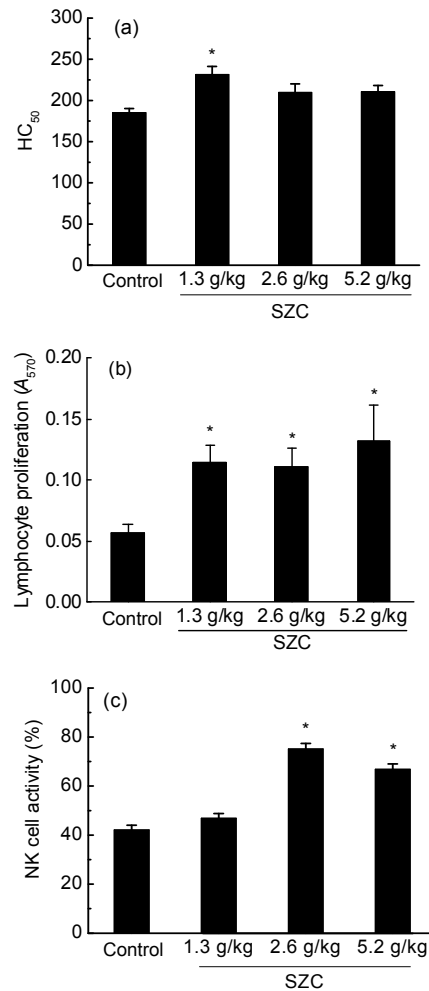 (a)
HC50
300
250
200
150
100
50
0
*
Control 1.3 g/kg 2.6 g/kg 5.2 g/kg
SZC
(b)
Lymphocyte proliferation (A570)
0.20
0.15
0.10
0.05
0.00
* * *
Control 1.3 g/kg 2.6 g/kg 5.2 g/kg
SZC
(c)
NK cell activity (%)
100
80
60
40
20
0
* *
Control 1.3 g/kg 2.6 g/kg 5.2 g/kg
SZC